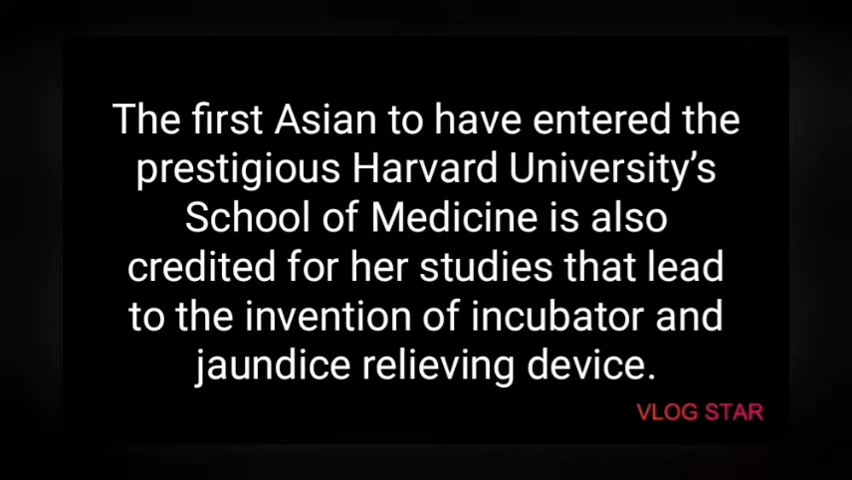 The first Asian to have entered the
prestigious Harvard University’s
School of Medicine is also
credited for her studies that lead
to the invention of incubator and
jaundice relieving device.
VLOG STAR